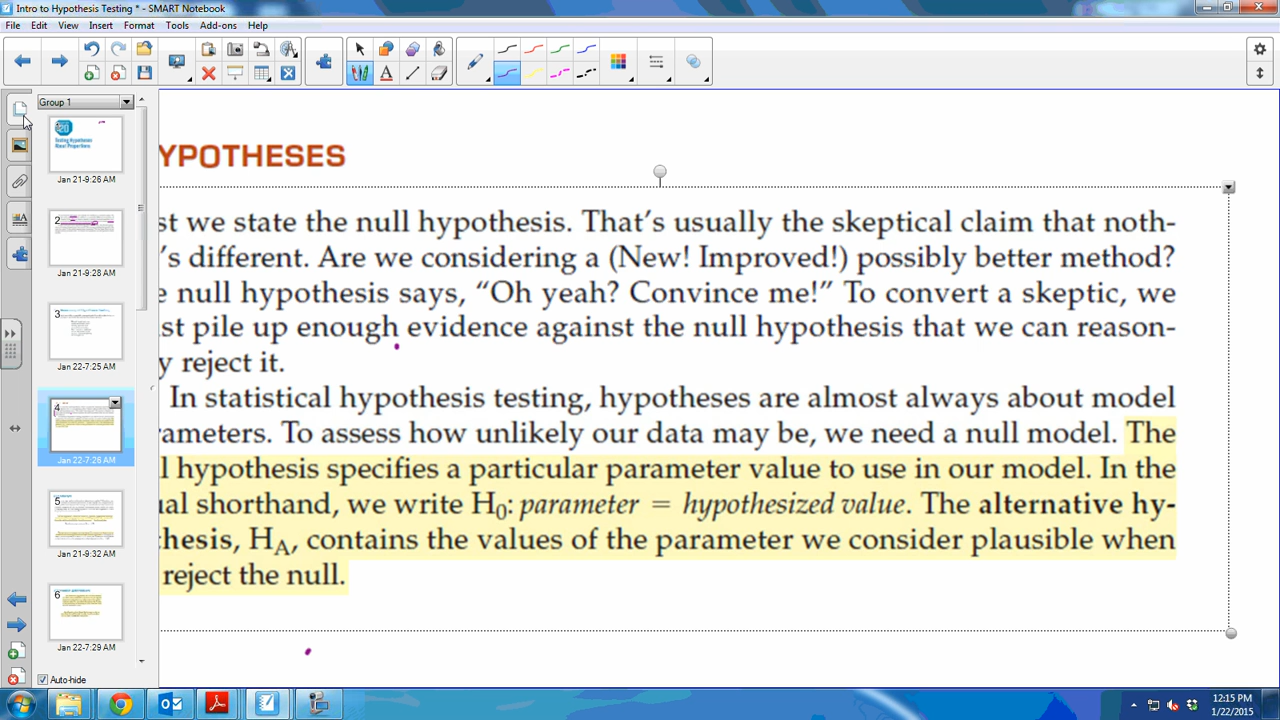 Intro to Hypothesis Testing * - SMART Notebook
File Edit View Insert Format Tools Add-ons Help
Group 1
Jan 21-9:26 AM
2
Jan 21-9:28 AM
3
Jan 22-7:25 AM
4
Jan 22-7:26 AM
5
Jan 21-9:32 AM
6
Jan 22-7:29 AM
Auto-hide
YPOTHESES
st we state the null hypothesis. That's usually the skeptical claim that noth-
's different. Are we considering a (New! Improved!) possibly better method?
e null hypothesis says, “Oh yeah? Convince me!” To convert a skeptic, we
st pile up enough evidence against the null hypothesis that we can reason-
y reject it.
In statistical hypothesis testing, hypotheses are almost always about model
rameters. To assess how unlikely our data may be, we need a null model. The
l hypothesis specifies a particular parameter value to use in our model. In the
ual shorthand, we write H0: parameter = hypothesized value. The alternative hy-
thesis, HA, contains the values of the parameter we consider plausible when
reject the null.
12:15 PM
1/22/2015